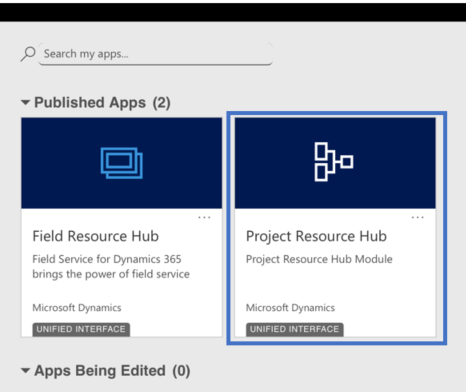 Search my apps...
Published Apps (2)
...
...
Field Resource Hub
Project Resource Hub
Field Service for Dynamics 365
brings the power of field service
Project Resource Hub Module
Microsoft Dynamics
Microsoft Dynamics
UNIFIED INTERFACE
UNIFIED INTERFACE
Apps Being Edited (0)